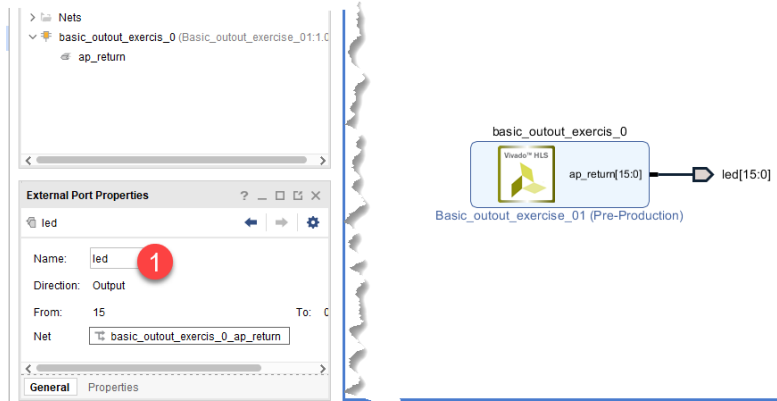 Nets
basic_outout_exercis_0 (Basic_outout_exercise_01:1.0
ap_return
External Port Properties
? _ □
led
Name: led
1
Direction: Output
From: 15 To: 0
Net basic_outout_exercis_0_ap_return
General Properties
basic_outout_exercis_0
Vivado™ HLS
ap_return[15:0]
led[15:0]
Basic_outout_exercise_01 (Pre-Production)